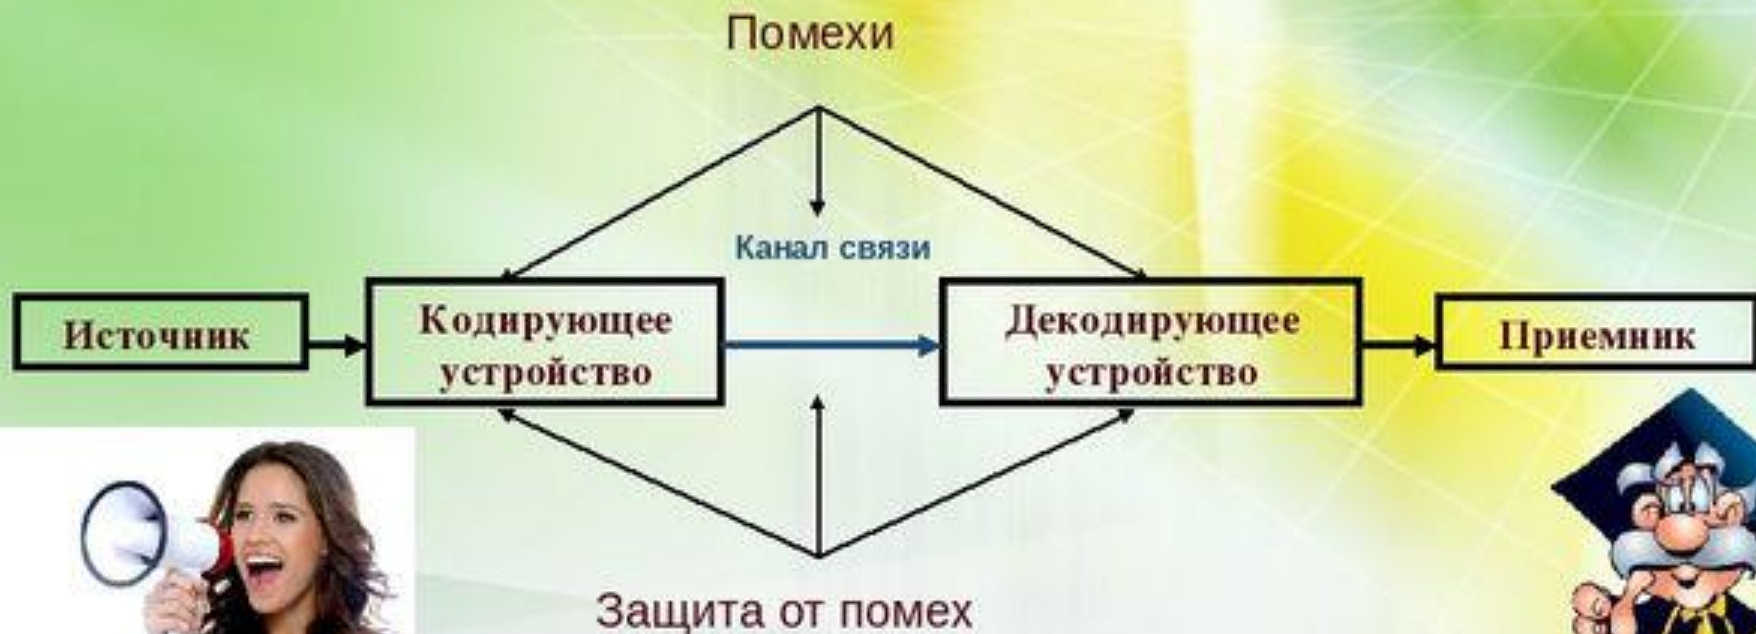 Помехи
Канал связи
Источник
Кодирующее
устройство
Декодирующее
устройство
Приемник
Защита от помех